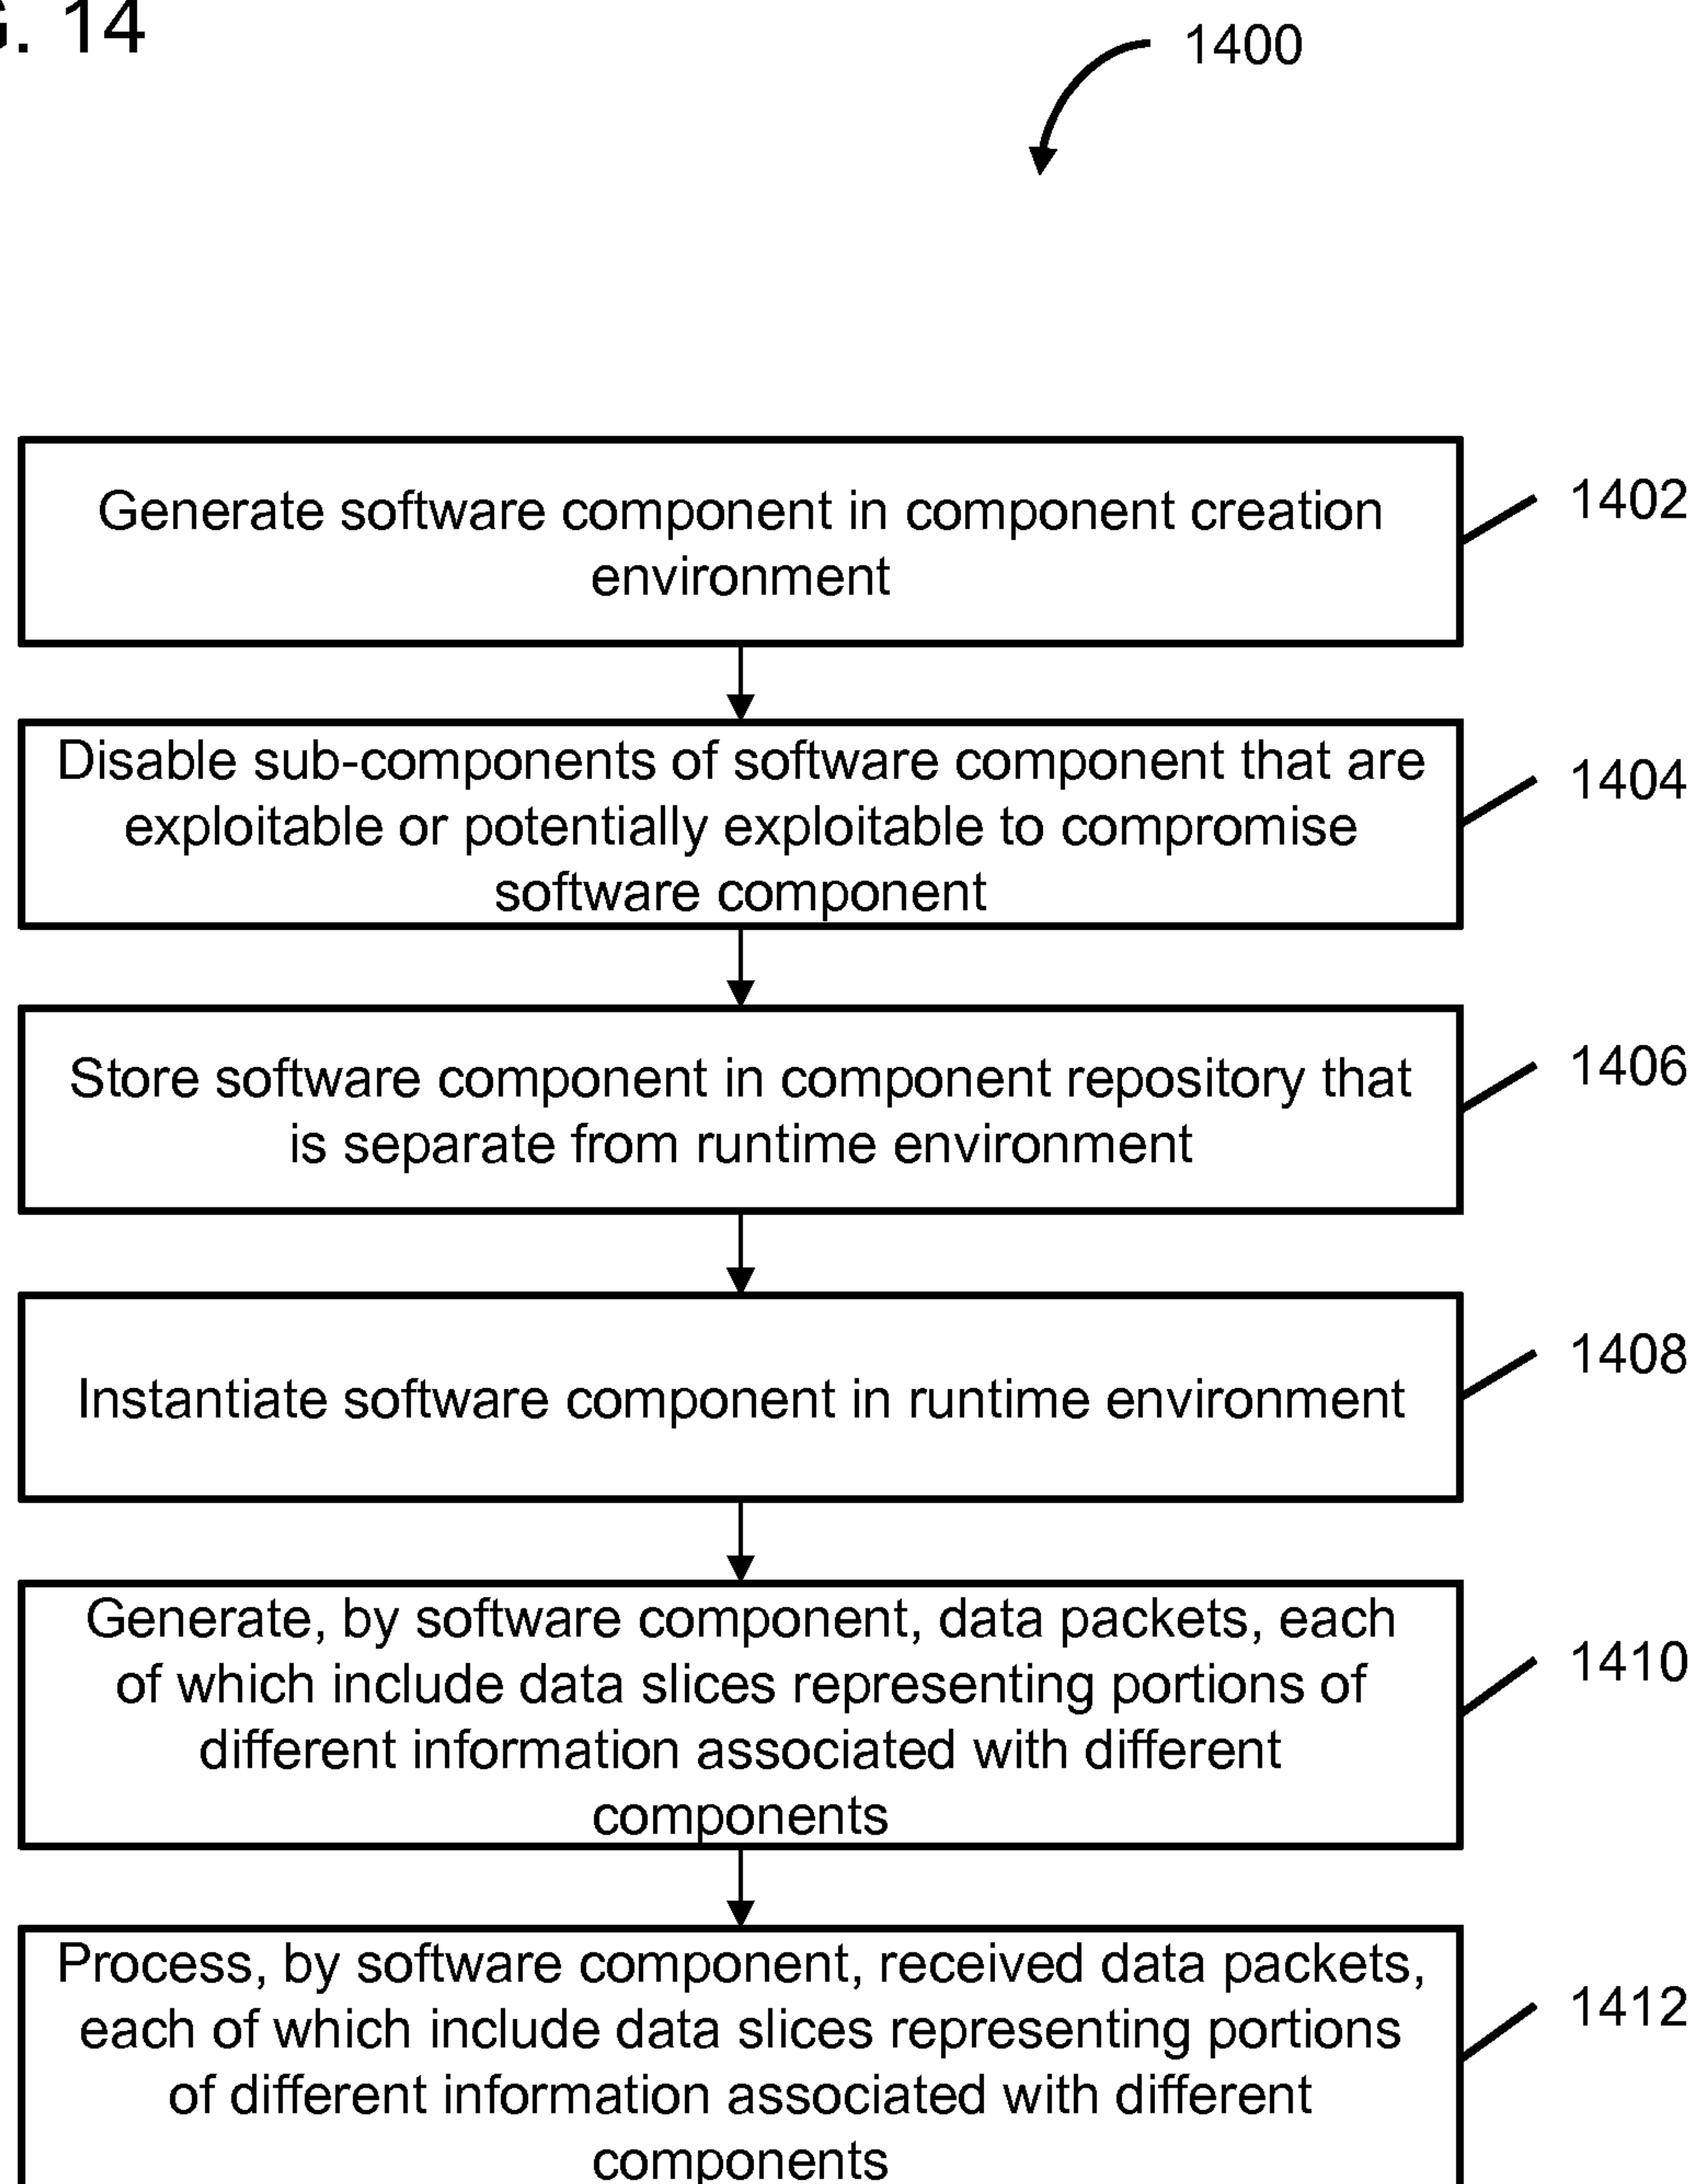 G. 14
1400
Generate software component in component creation
environment
1402
Disable sub-components of software component that are
exploitable or potentially exploitable to compromise
software component
1404
Store software component in component repository that
is separate from runtime environment
1406
Instantiate software component in runtime environment
1408
Generate, by software component, data packets, each
of which include data slices representing portions of
different information associated with different
components
1410
Process, by software component, received data packets,
each of which include data slices representing portions
of different information associated with different
components
1412